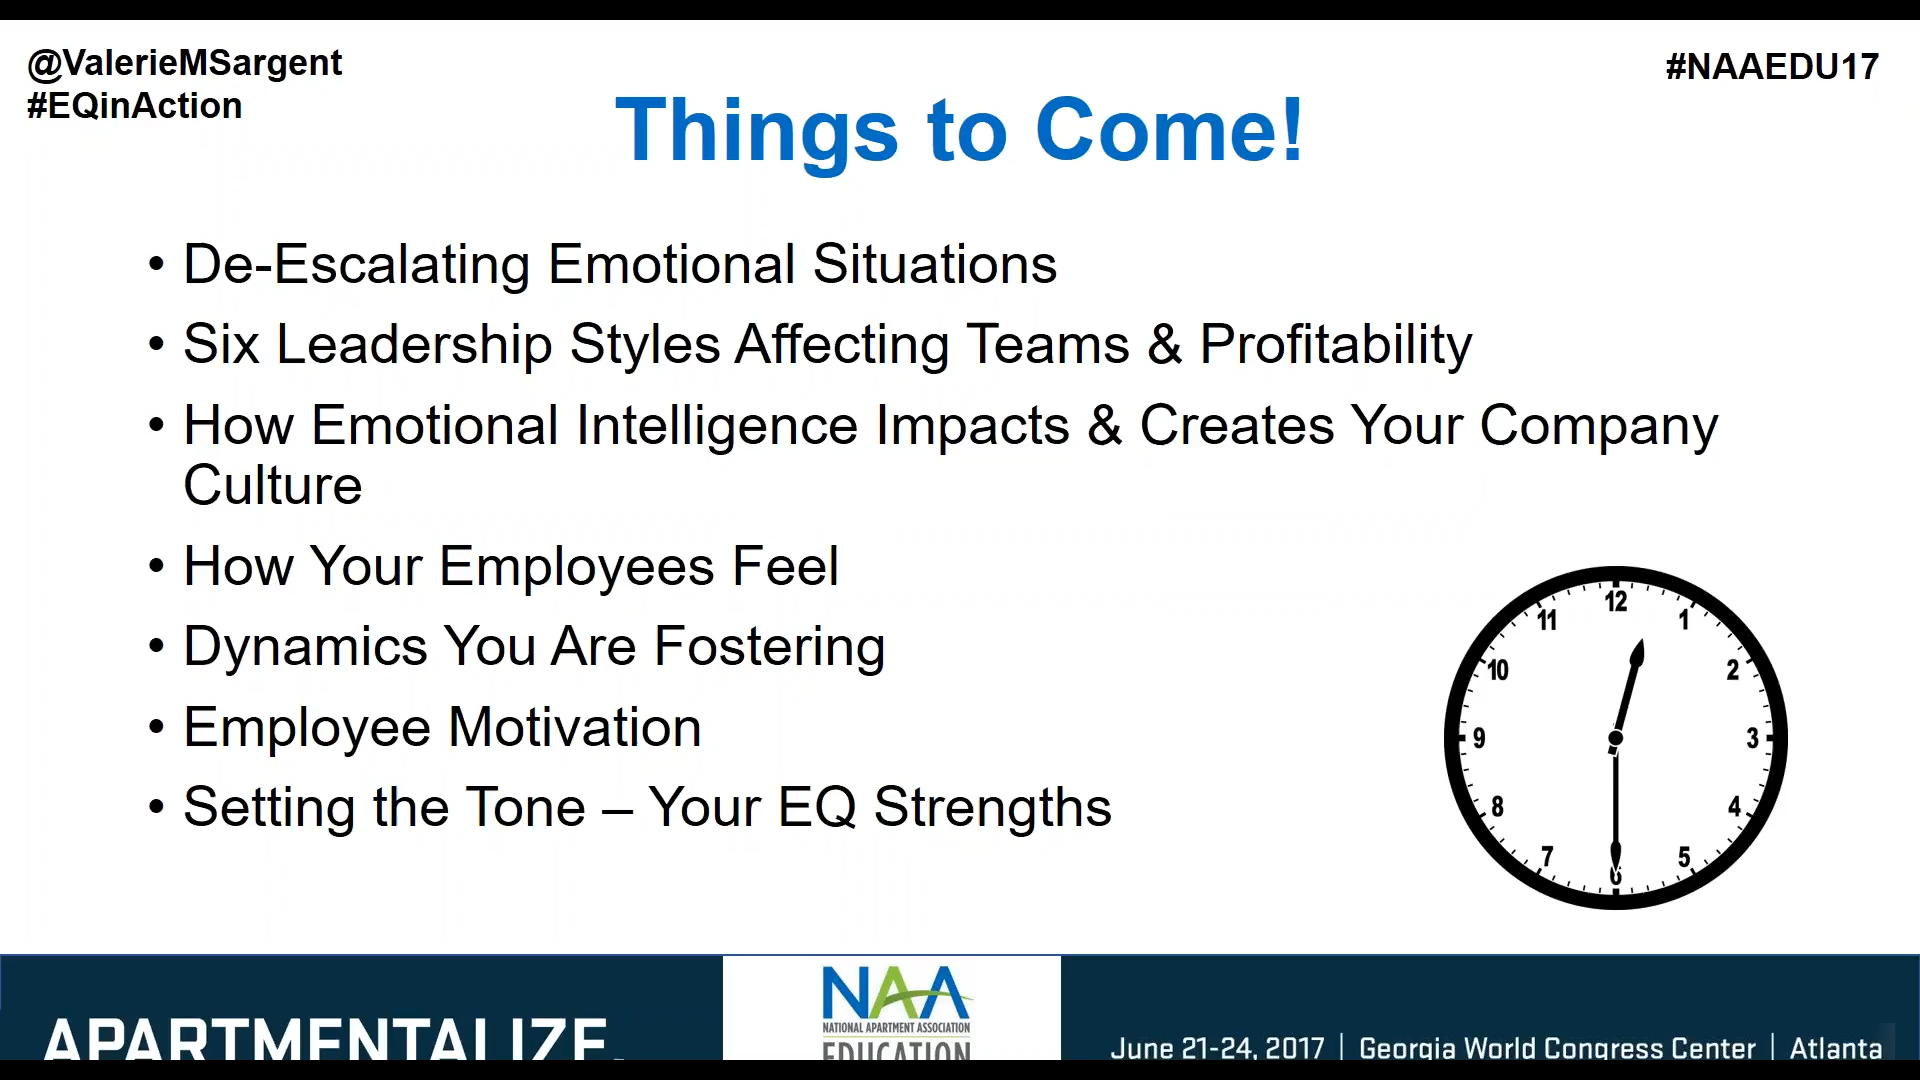 @ValerieMSargent
#EQinAction
#NAAEDU17
Things to Come!
• De-Escalating Emotional Situations
• Six Leadership Styles Affecting Teams & Profitability
• How Emotional Intelligence Impacts & Creates Your Company
Culture
• How Your Employees Feel
• Dynamics You Are Fostering
• Employee Motivation
• Setting the Tone – Your EQ Strengths
12
11
1
10
2
9
3
8
4
7
5
6
APARTMENTALIZE.
NAA
NATIONAL APARTMENT ASSOCIATION
EDUCATION
June 21-24, 2017 | Georgia World Congress Center | Atlanta